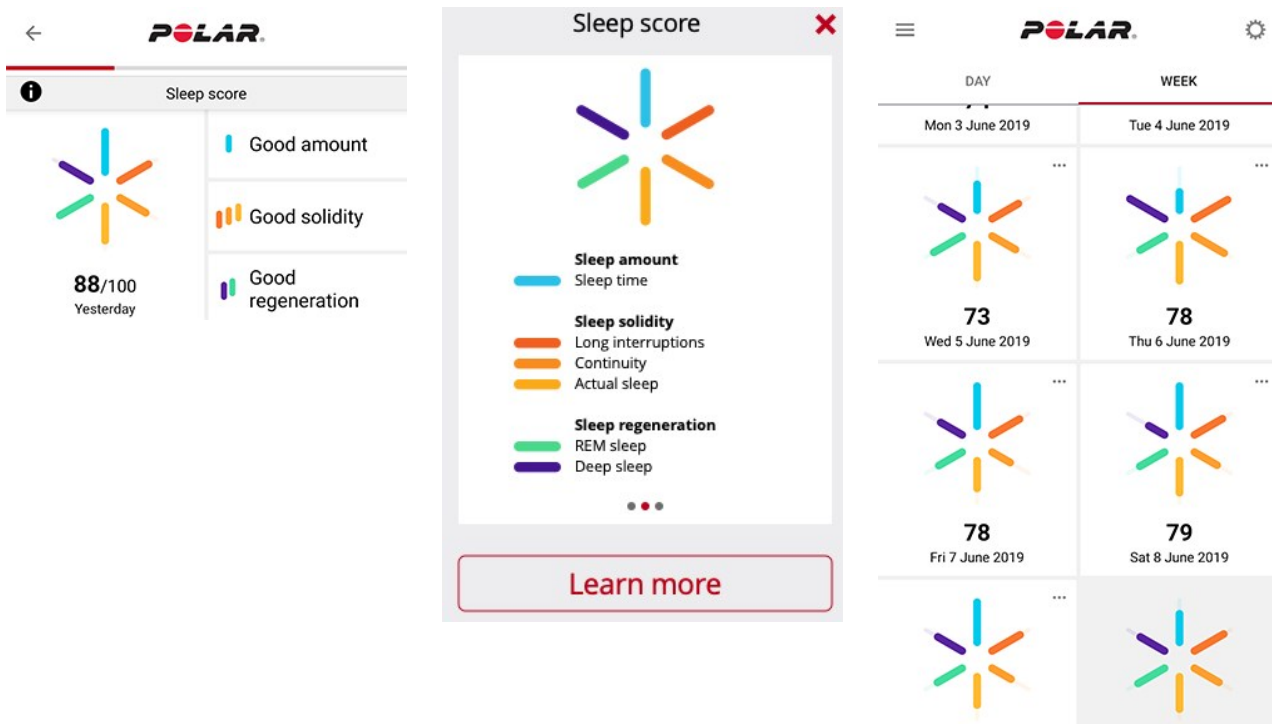 POLAR
Sleep score
Good amount
Good solidity
Good
regeneration
88/100
Yesterday
Sleep score
Sleep amount
Sleep time
Sleep solidity
Long interruptions
Continuity
Actual sleep
Sleep regeneration
REM sleep
Deep sleep
Learn more
POLAR
DAY WEEK
Mon 3 June 2019 Tue 4 June 2019
73 78
Wed 5 June 2019 Thu 6 June 2019
78 79
Fri 7 June 2019 Sat 8 June 2019